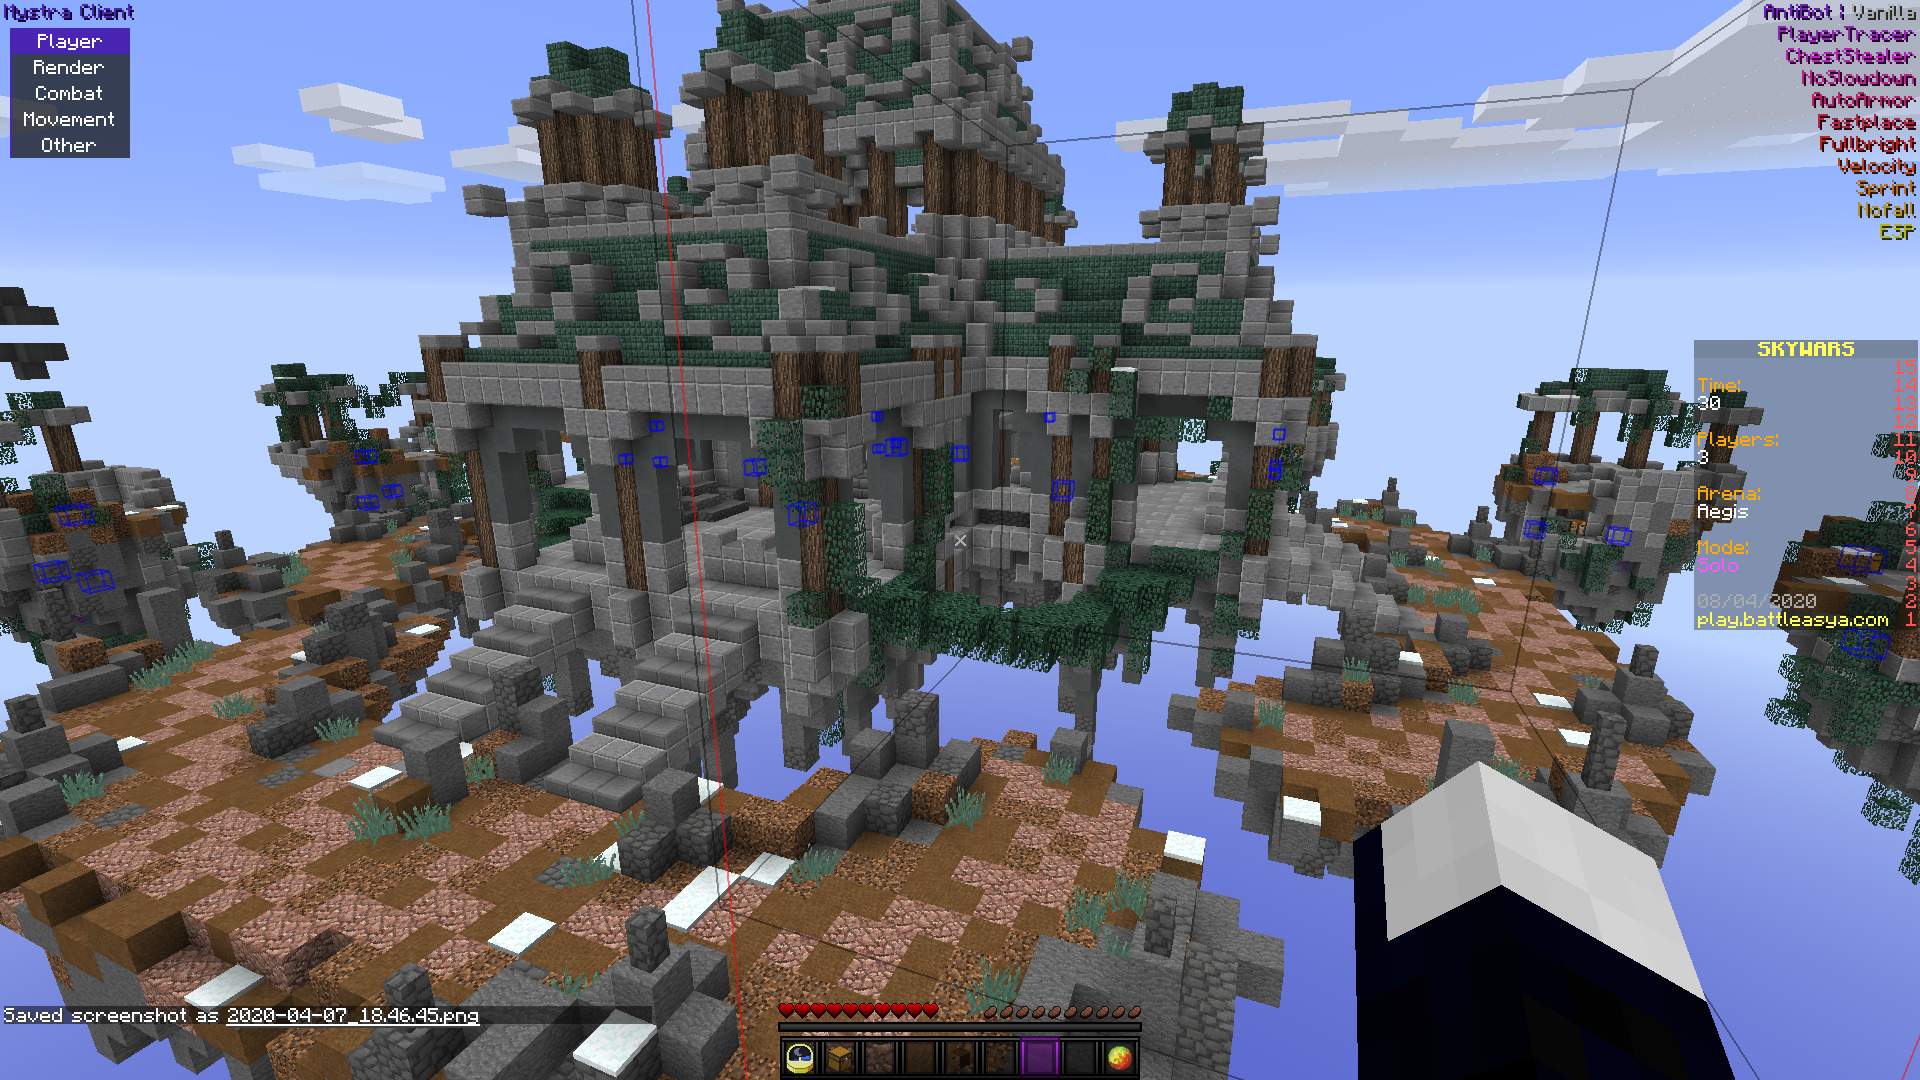 Nystra Client
Player
Render
Combat
Movement
Other
AntiBot | Vanilla
PlayerTracer
ChestStealer
NoSlowdown
AutoArmor
Fastplace
Fullbright
Velocity
Sprint
Nofall
ESP
SKYWARS
15
Time: 14
30 13
12
Players: 11
3 10
9
Arena: 8
Aegis 7
6
Mode: 5
Solo 4
3
08/04/2020 2
play.battleasya.com 1
Saved screenshot as 2020-04-07_18.46.45.png